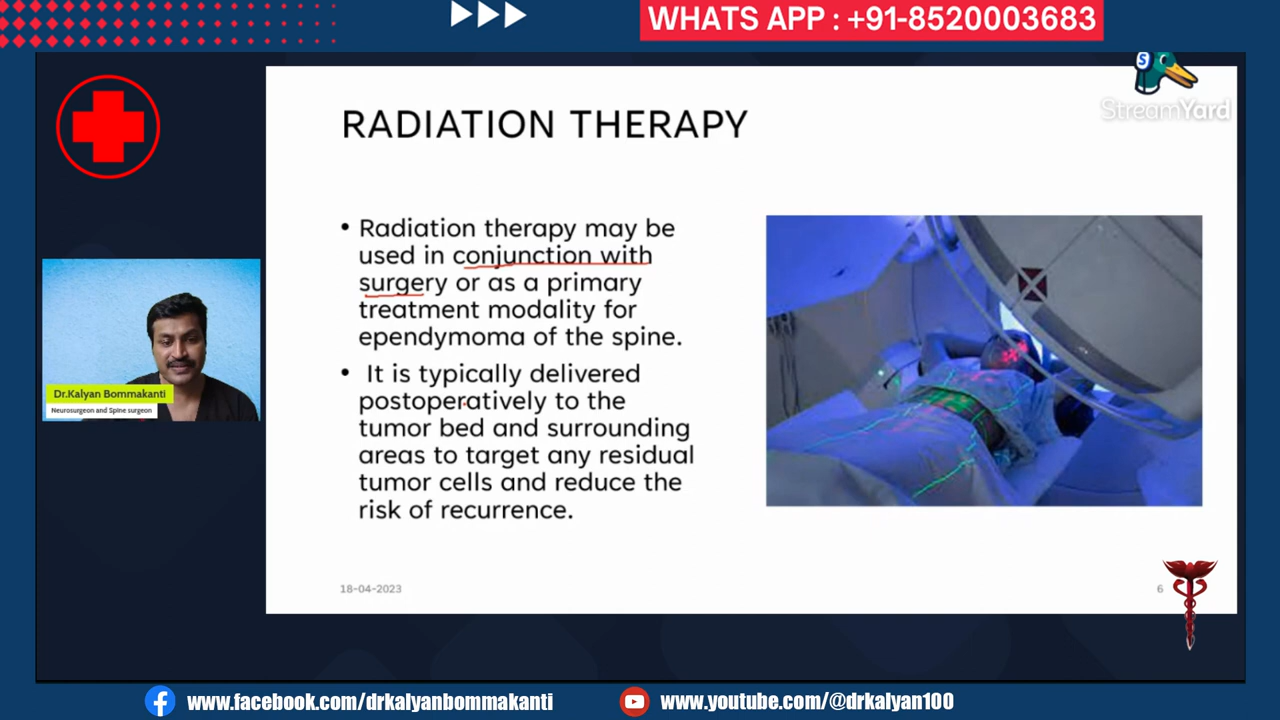 WHATS APP : +91-8520003683
S
StreamYard
RADIATION THERAPY
• Radiation therapy may be
used in conjunction with
surgery or as a primary
treatment modality for
ependymoma of the spine.
• It is typically delivered
postoperatively to the
tumor bed and surrounding
areas to target any residual
tumor cells and reduce the
risk of recurrence.
Dr.Kalyan Bommakanti
Neurosurgeon and Spine surgeon
18-04-2023
6
www.facebook.com/drkalyanbommakanti
www.youtube.com/@drkalyan100